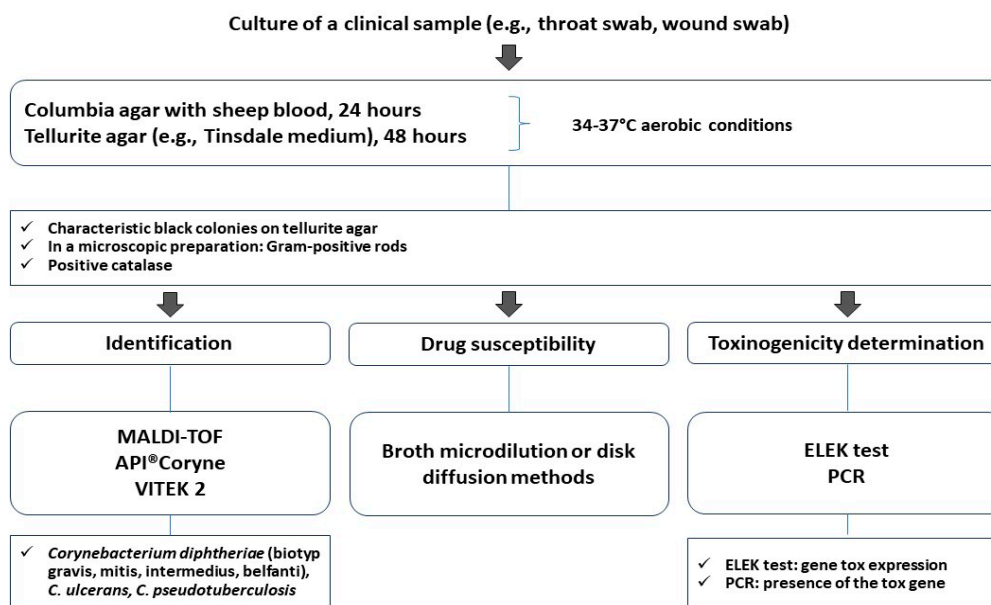 Culture of a clinical sample (e.g., throat swab, wound swab)
Columbia agar with sheep blood, 24 hours
Tellurite agar (e.g., Tinsdale medium), 48 hours
34-37°C aerobic conditions
✓ Characteristic black colonies on tellurite agar
✓ In a microscopic preparation: Gram-positive rods
✓ Positive catalase
Identification
Drug susceptibility
Toxinogenicity determination
MALDI-TOF
API®Coryne
VITEK 2
Broth microdilution or disk
diffusion methods
ELEK test
PCR
✓ Corynebacterium diphtheriae (biotyp
gravis, mitis, intermedius, belfanti),
C. ulcerans, C. pseudotuberculosis
✓ ELEK test: gene tox expression
✓ PCR: presence of the tox gene